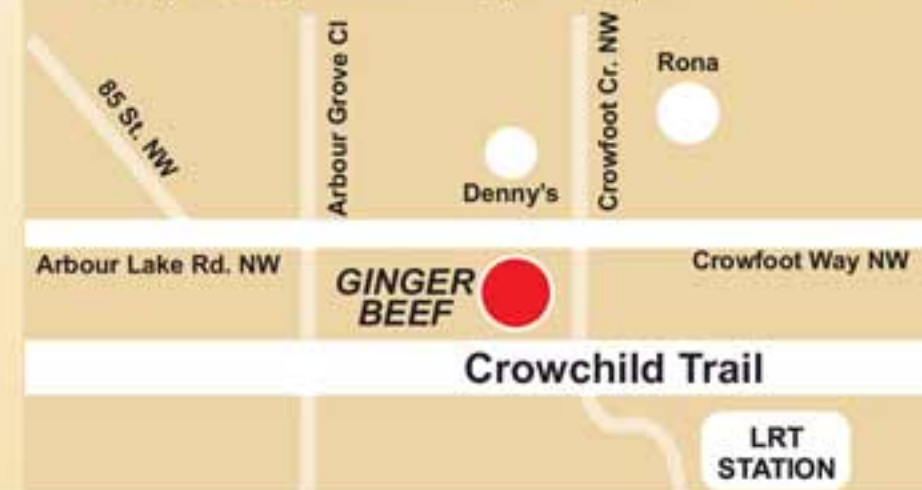 85 St. NW
Arbour Grove Cl
Crowfoot Cr. NW
Rona
Denny's
Arbour Lake Rd. NW
Crowfoot Way NW
GINGER
BEEF
Crowchild Trail
LRT
STATION